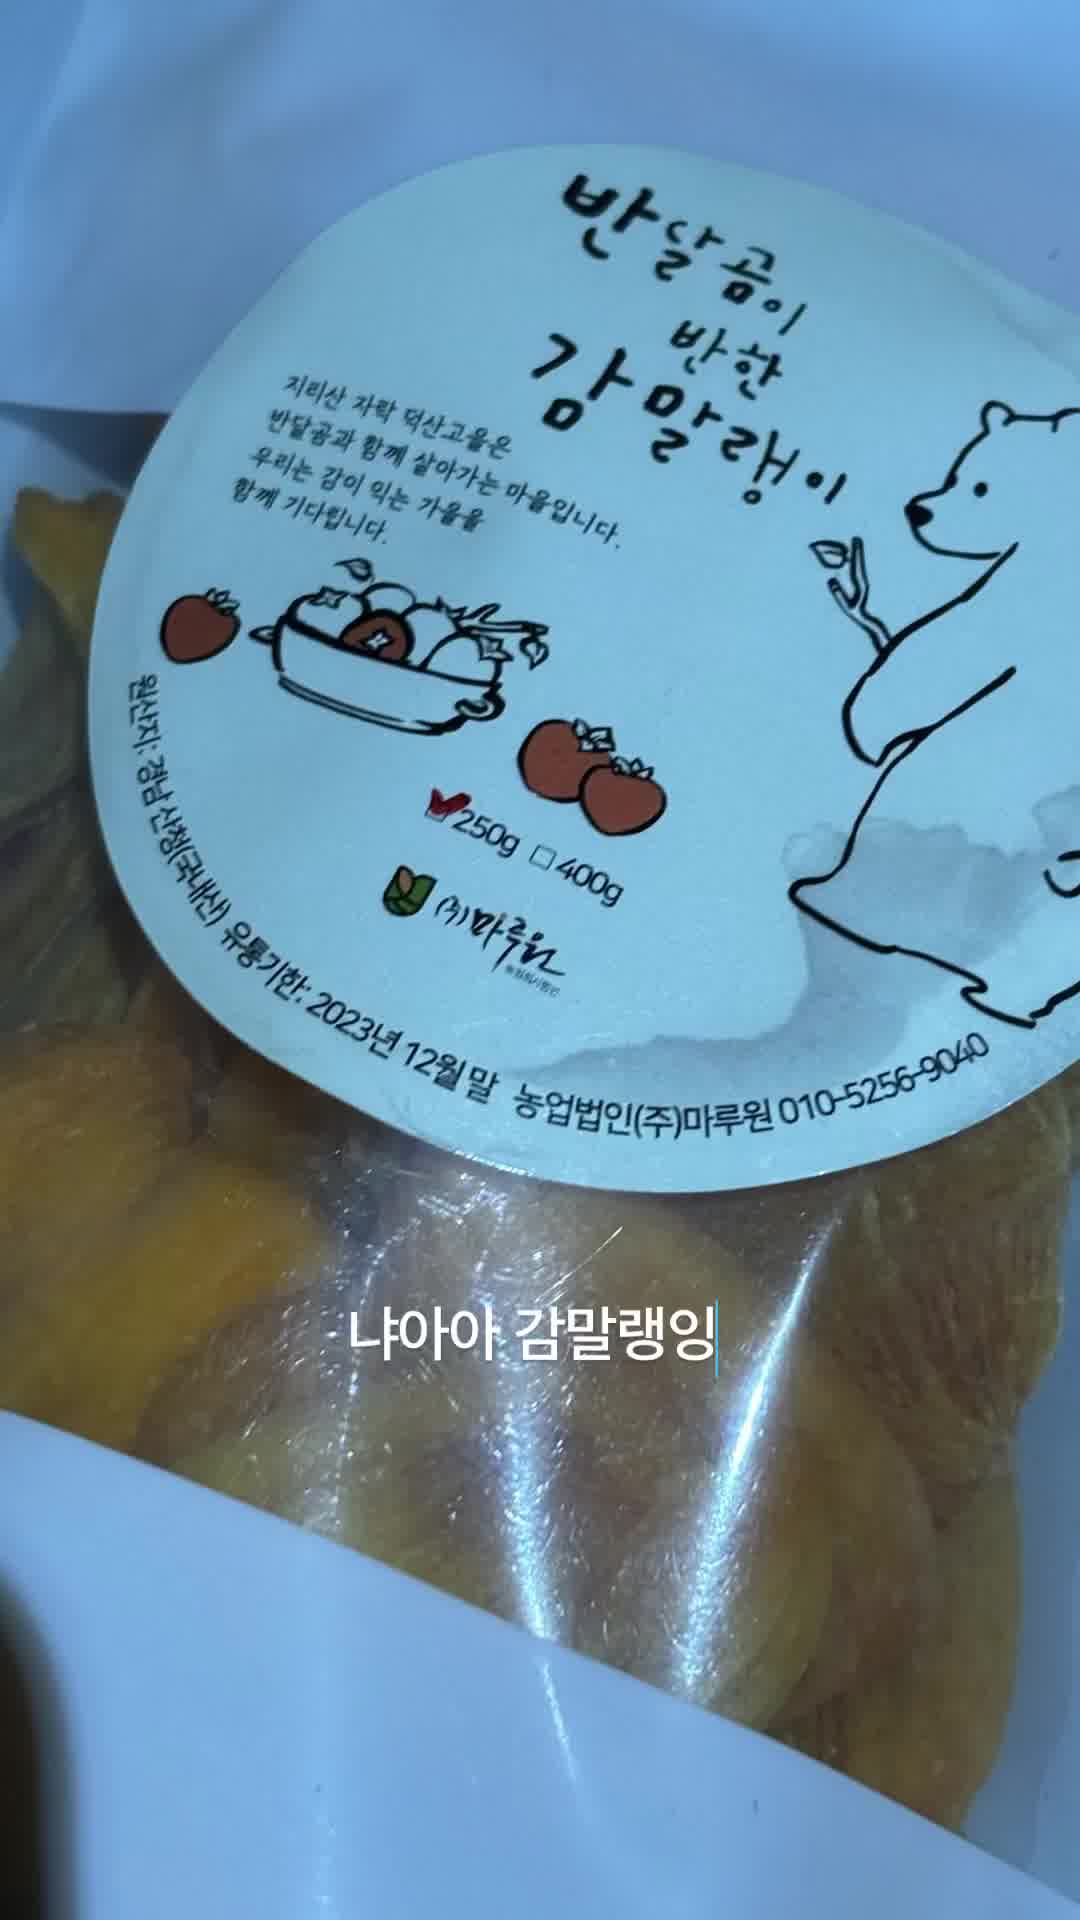 반달곰이
반한
감말랭이
지리산 자락 덕산고을은
반달곰과 함께 살아가는 마을입니다.
우리는 감이 익는 가을을
함께 기다립니다.
250g □400g
(주)마루원
원산지: 경남 산청(국내산) 유통기한: 2023년 12월 말 농업법인(주)마루원 010-5256-9040
냐아아 감말랭잉